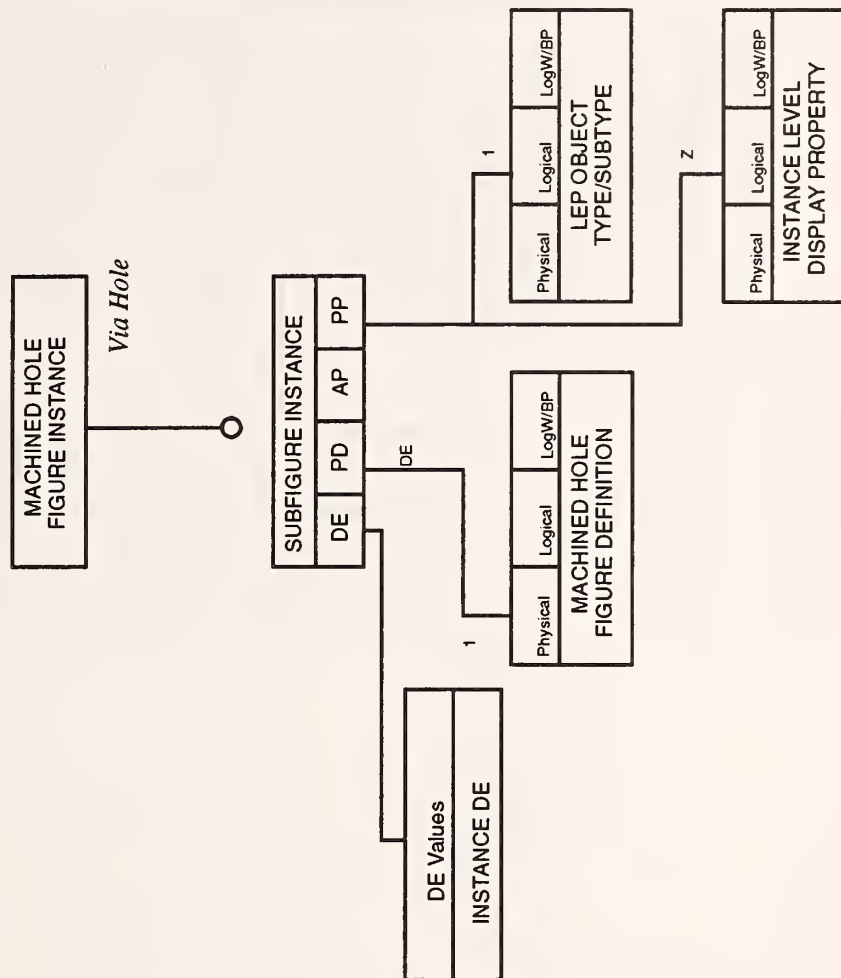 MACHINED HOLE
FIGURE INSTANCE
Via Hole
SUBFIGURE INSTANCE
DE PD AP PP
DE
DE Values
INSTANCE DE
1
Physical Logical LogW/BP
MACHINED HOLE
FIGURE DEFINITION
1
Physical Logical LogW/BP
LEP OBJECT
TYPE/SUBTYPE
Z
Physical Logical LogW/BP
INSTANCE LEVEL
DISPLAY PROPERTY